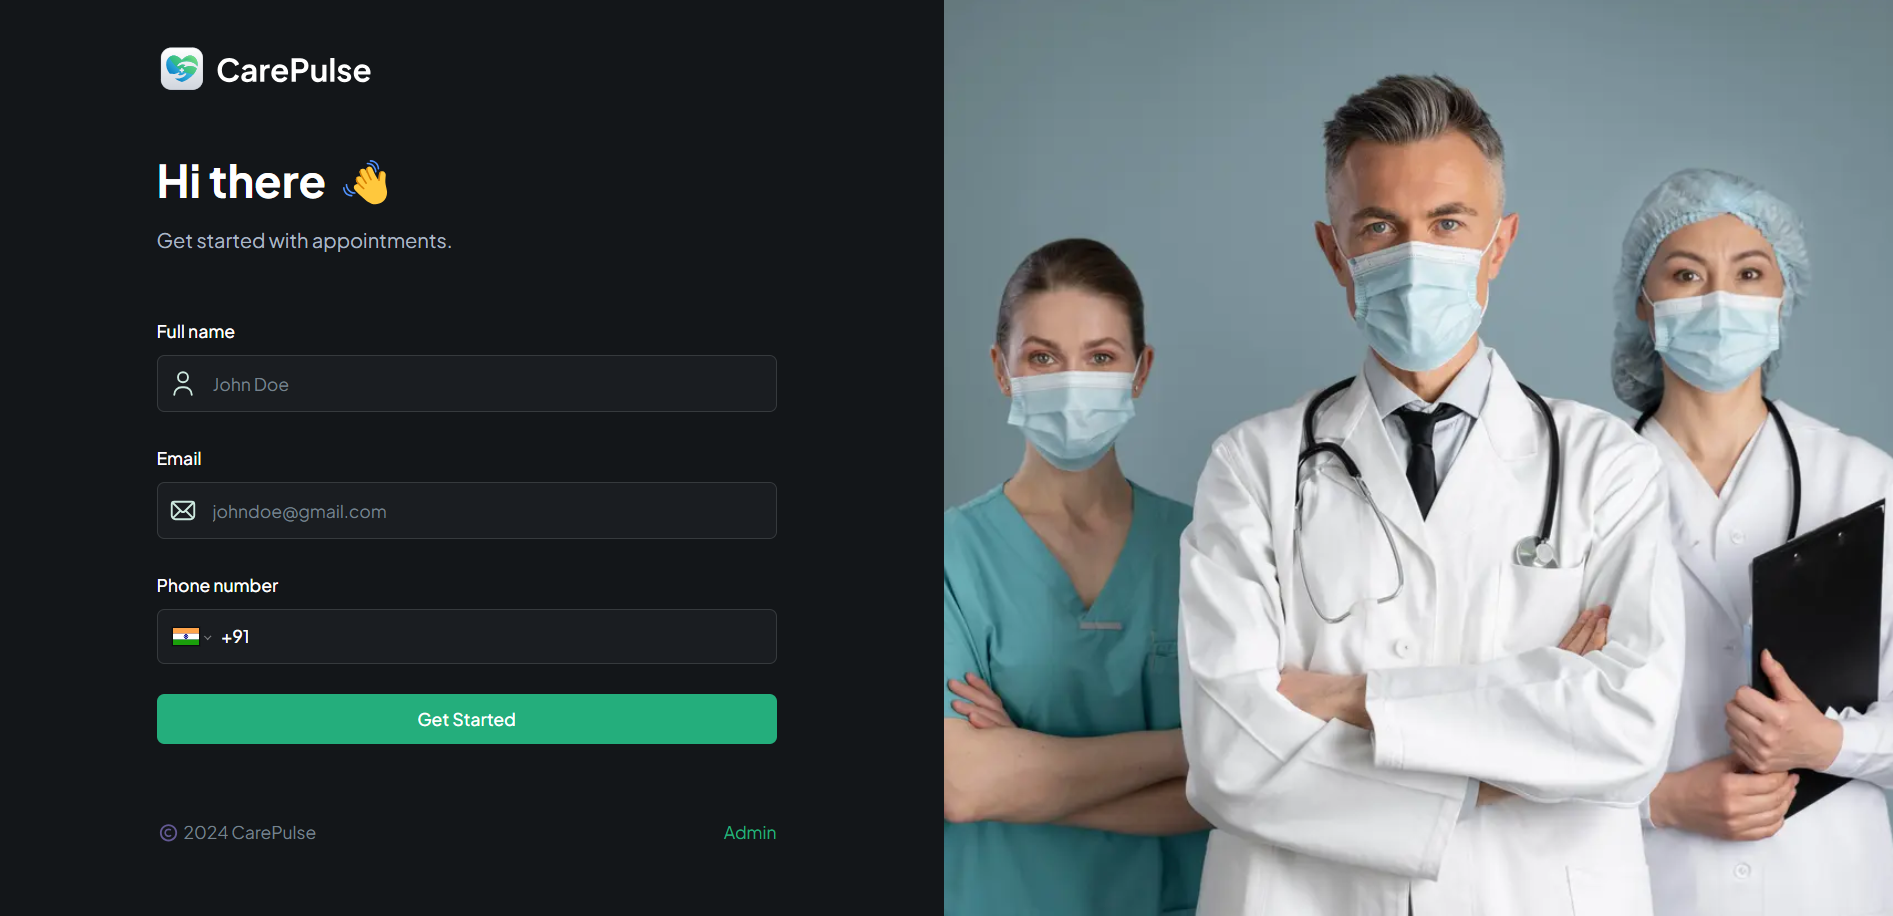 CarePulse
Hi there 👋
Get started with appointments.
Full name
John Doe
Email
johndoe@gmail.com
Phone number
+91
Get Started
© 2024 CarePulse
Admin